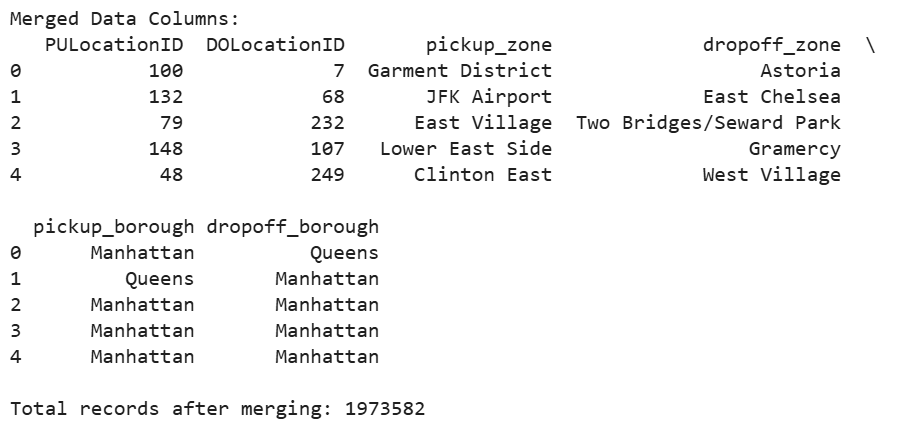 Merged Data Columns:
   PULocationID  DOLocationID       pickup_zone             dropoff_zone  \
0           100             7  Garment District                  Astoria
1           132            68       JFK Airport             East Chelsea
2            79           232      East Village  Two Bridges/Seward Park
3           148           107   Lower East Side                 Gramercy
4            48           249      Clinton East             West Village
  pickup_borough dropoff_borough
0      Manhattan          Queens
1         Queens       Manhattan
2      Manhattan       Manhattan
3      Manhattan       Manhattan
4      Manhattan       Manhattan
Total records after merging: 1973582